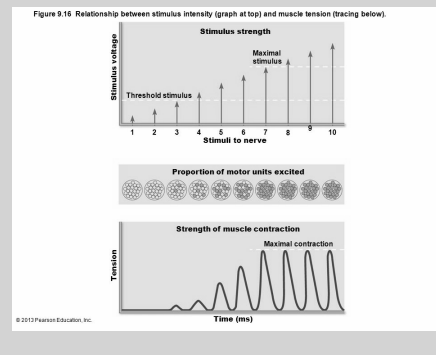 Figure 9.16 Relationship between stimulus intensity (graph at top) and muscle tension (tracing below).
Stimulus strength
Maximal
stimulus
Threshold stimulus
Stimulus voltage
1 2 3 4 5 6 7 8 9 10
Stimuli to nerve
Proportion of motor units excited
Strength of muscle contraction
Maximal contraction
Tension
Time (ms)
© 2013 Pearson Education, Inc.